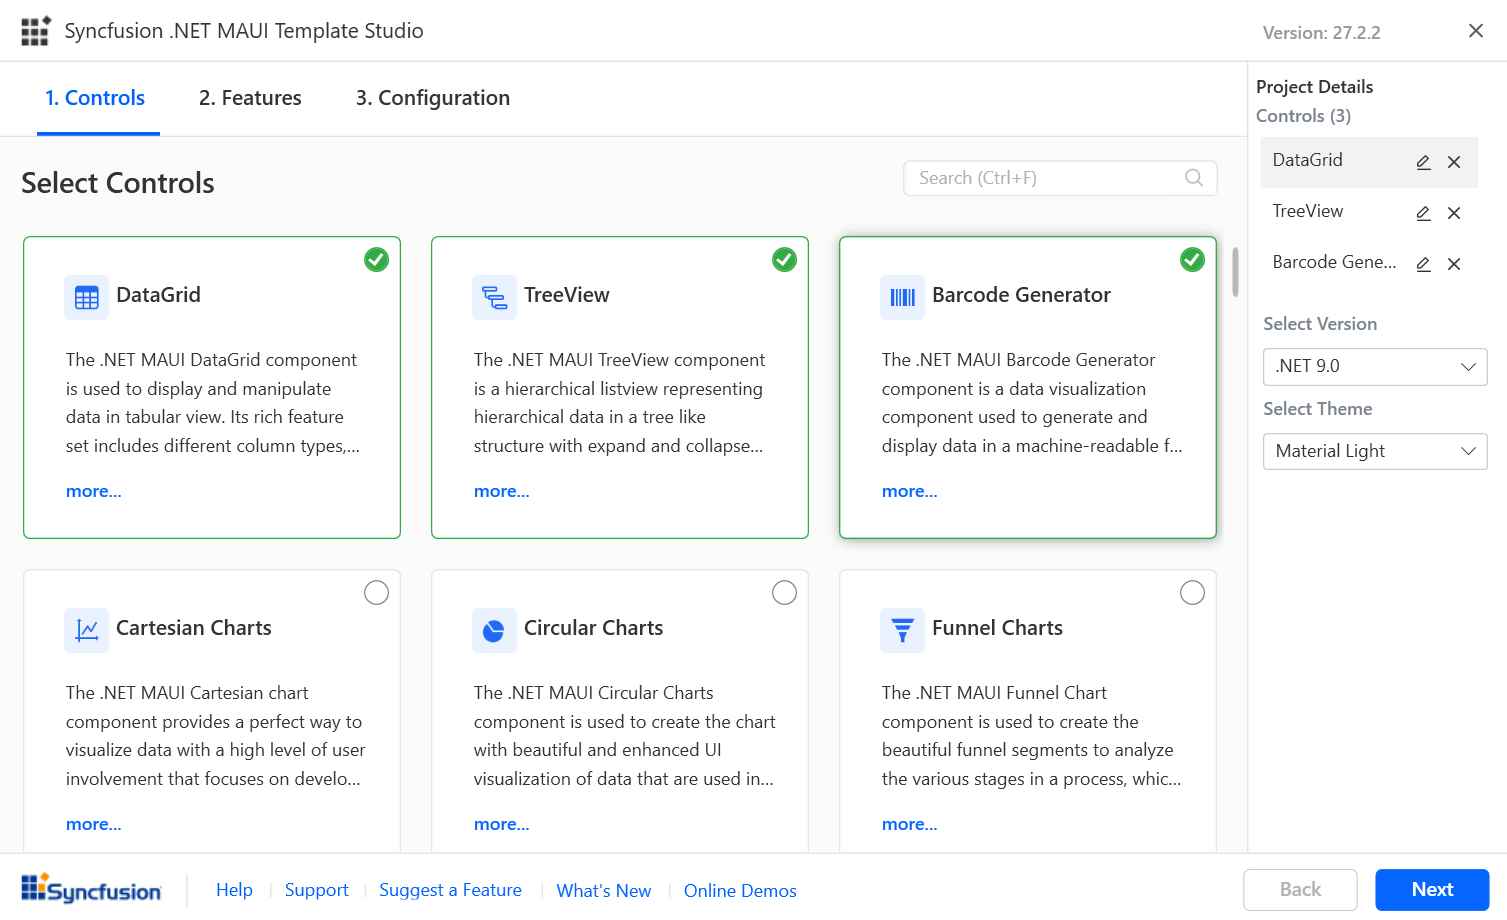 Syncfusion .NET MAUI Template Studio
Version: 27.2.2
1. Controls
2. Features
3. Configuration
Select Controls
Search (Ctrl+F)
DataGrid
The .NET MAUI DataGrid component
is used to display and manipulate
data in tabular view. Its rich feature
set includes different column types,...
more...
TreeView
The .NET MAUI TreeView component
is a hierarchical listview representing
hierarchical data in a tree like
structure with expand and collapse...
more...
Barcode Generator
The .NET MAUI Barcode Generator
component is a data visualization
component used to generate and
display data in a machine-readable f...
more...
Cartesian Charts
The .NET MAUI Cartesian chart
component provides a perfect way to
visualize data with a high level of user
involvement that focuses on develo...
more...
Circular Charts
The .NET MAUI Circular Charts
component is used to create the chart
with beautiful and enhanced UI
visualization of data that are used in...
more...
Funnel Charts
The .NET MAUI Funnel Chart
component is used to create the
beautiful funnel segments to analyze
the various stages in a process, whic...
more...
Project Details
Controls (3)
DataGrid
TreeView
Barcode Gene...
Select Version
.NET 9.0
Select Theme
Material Light
Syncfusion
Help
Support
Suggest a Feature
What's New
Online Demos
Back
Next